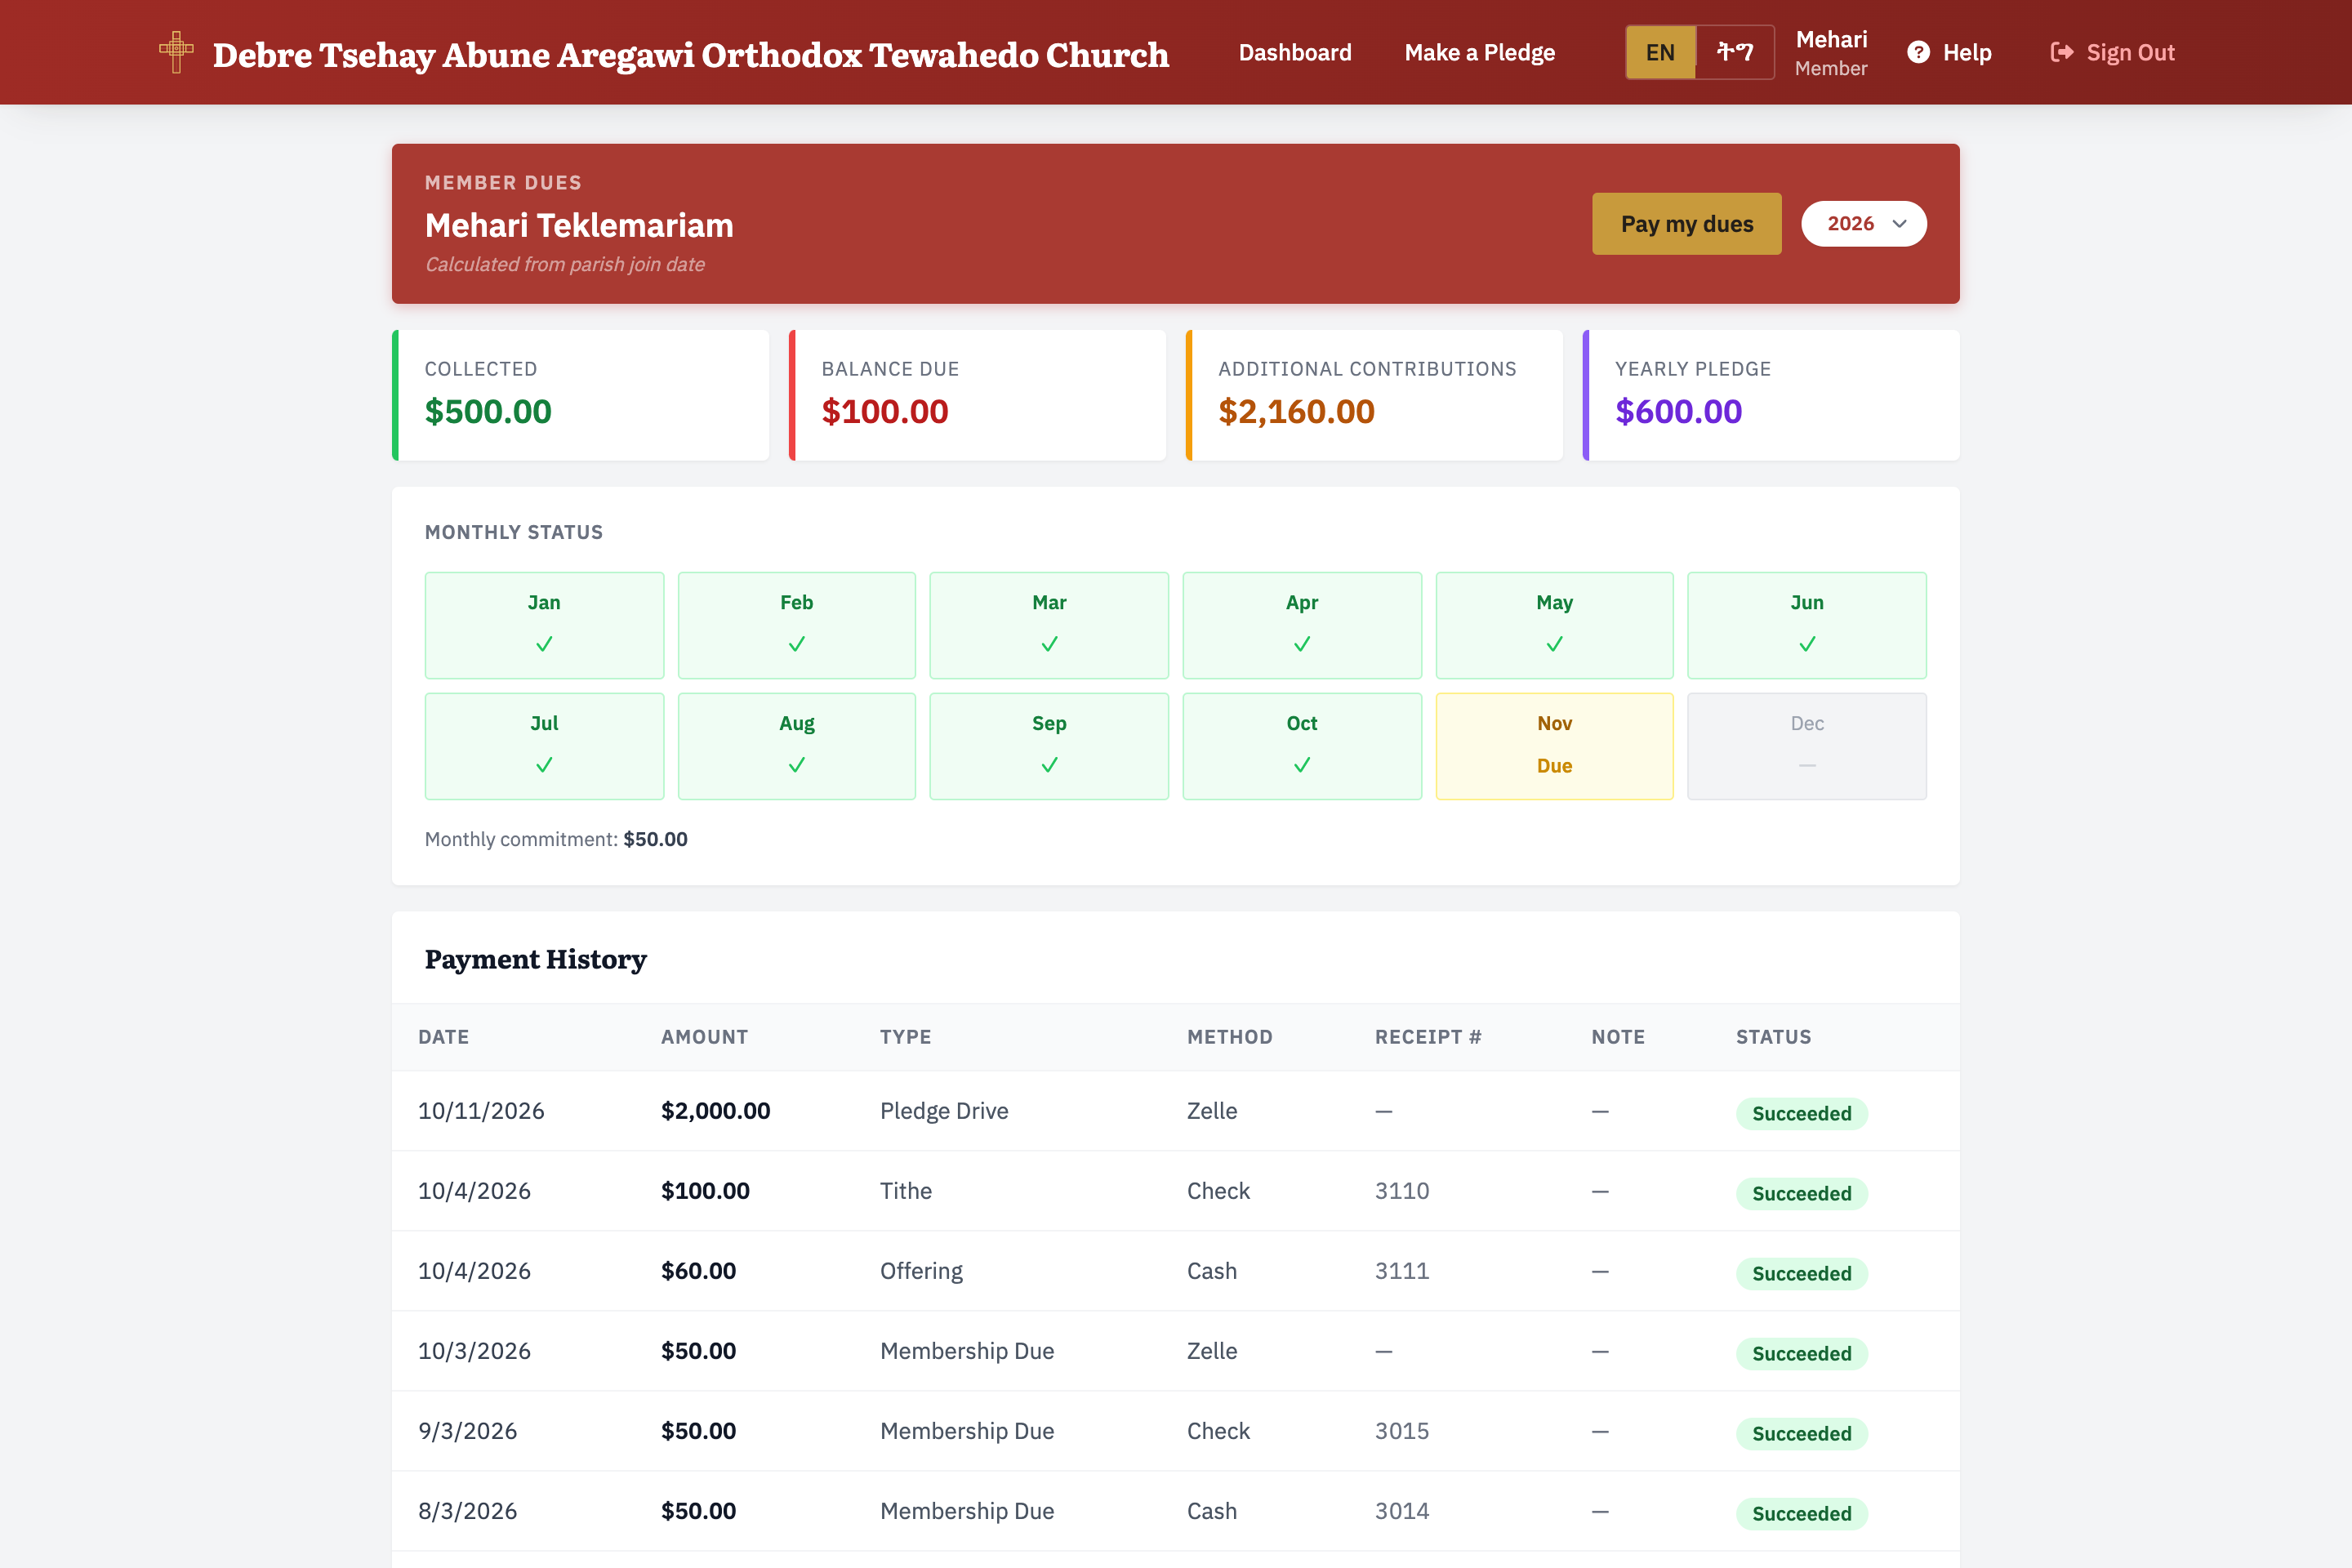 Debre Tsehay Abune Aregawi Orthodox Tewahedo Church
Dashboard
Make a Pledge
EN
ትግ
Mehari
Member
Help
Sign Out
MEMBER DUES
Mehari Teklemariam
Calculated from parish join date
Pay my dues
2026
COLLECTED
$500.00
BALANCE DUE
$100.00
ADDITIONAL CONTRIBUTIONS
$2,160.00
YEARLY PLEDGE
$600.00
MONTHLY STATUS
Jan ✓
Feb ✓
Mar ✓
Apr ✓
May ✓
Jun ✓
Jul ✓
Aug ✓
Sep ✓
Oct ✓
Nov
Due
Dec
—
Monthly commitment: $50.00
Payment History
DATE AMOUNT TYPE METHOD RECEIPT # NOTE STATUS
10/11/2026 $2,000.00 Pledge Drive Zelle — — Succeeded
10/4/2026 $100.00 Tithe Check 3110 — Succeeded
10/4/2026 $60.00 Offering Cash 3111 — Succeeded
10/3/2026 $50.00 Membership Due Zelle — — Succeeded
9/3/2026 $50.00 Membership Due Check 3015 — Succeeded
8/3/2026 $50.00 Membership Due Cash 3014 — Succeeded